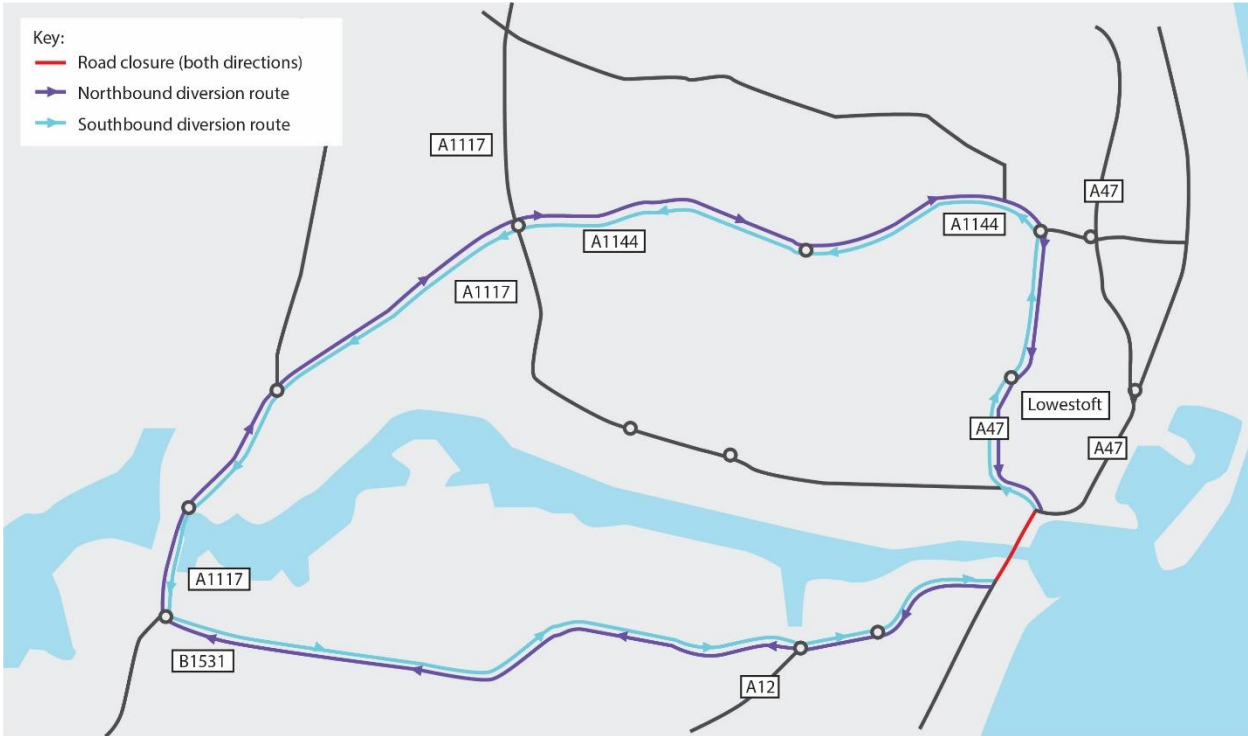 Key:
Road closure (both directions)
Northbound diversion route
Southbound diversion route
A1117
A47
A1144
A1144
A1117
Lowestoft
A47
A47
A1117
B1531
A12